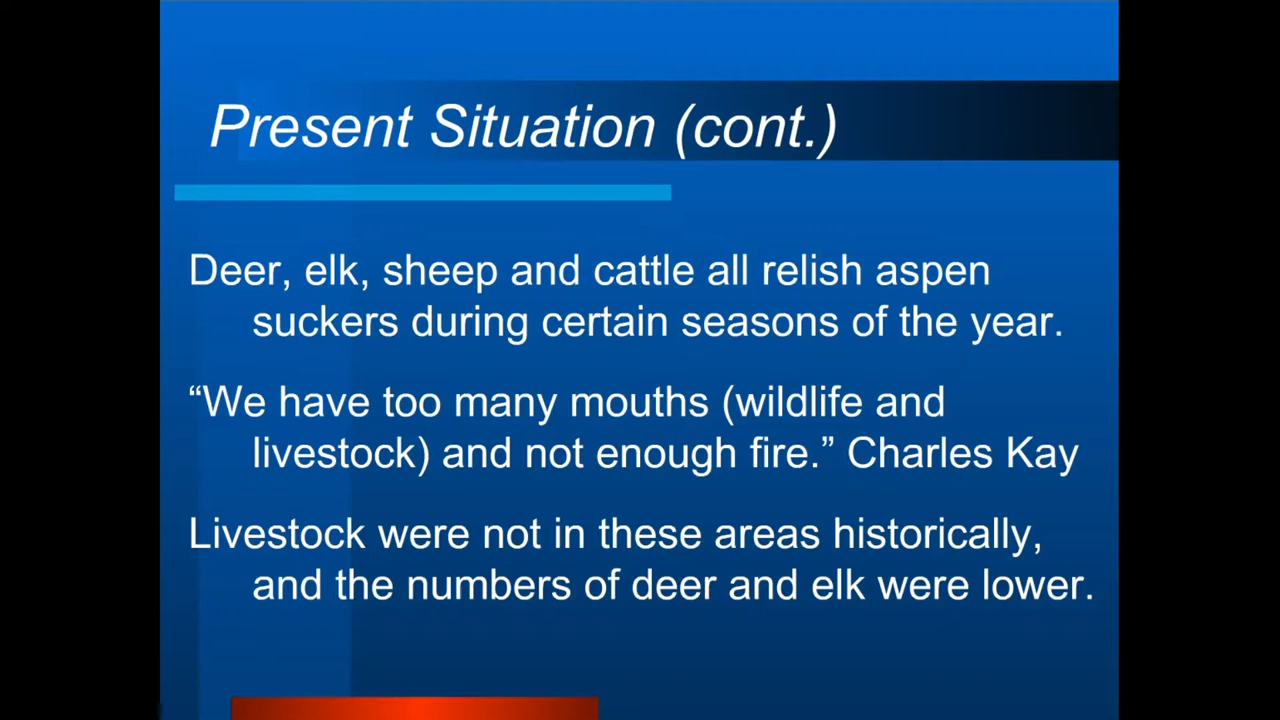 Present Situation (cont.)
Deer, elk, sheep and cattle all relish aspen
suckers during certain seasons of the year.
“We have too many mouths (wildlife and
livestock) and not enough fire.” Charles Kay
Livestock were not in these areas historically,
and the numbers of deer and elk were lower.